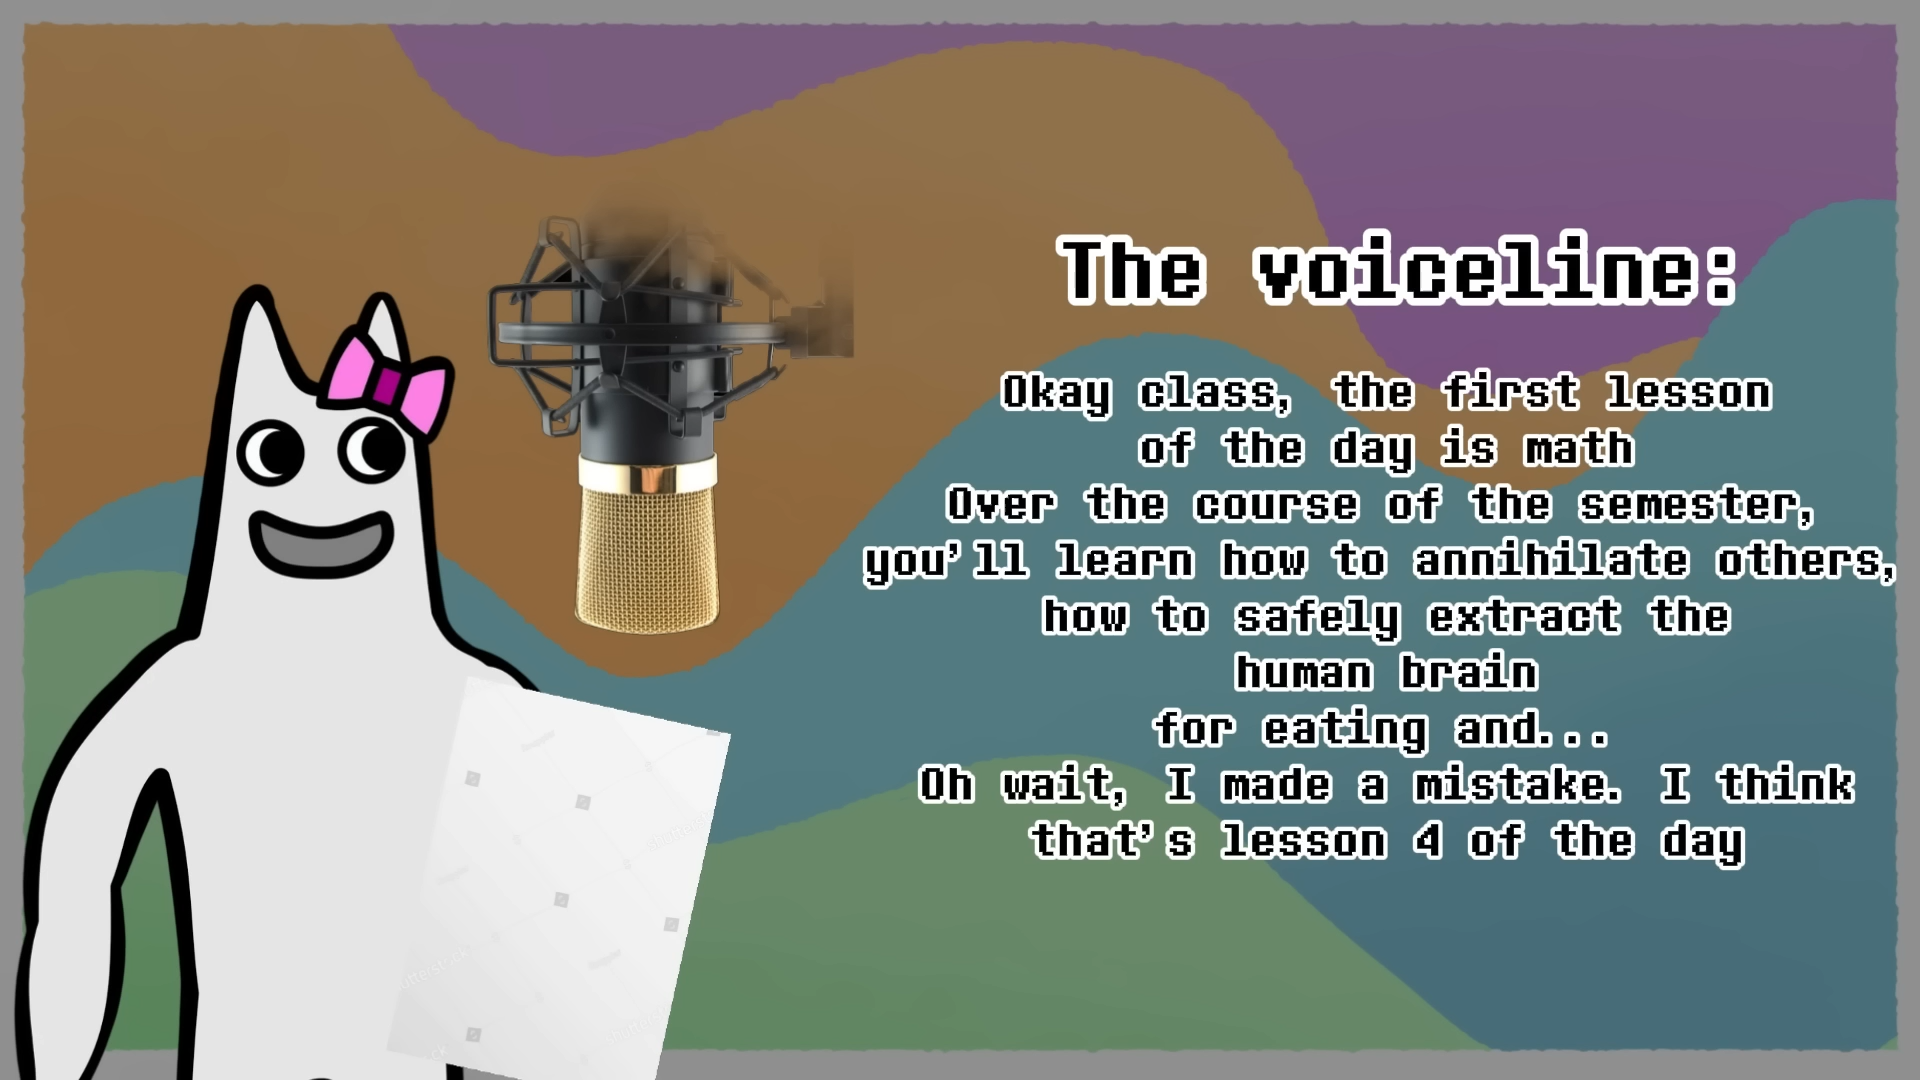 The voiceline:
Okay class, the first lesson
of the day is math
Over the course of the semester,
you'll learn how to annihilate others,
how to safely extract the
human brain
for eating and...
Oh wait, I made a mistake. I think
that's lesson 4 of the day